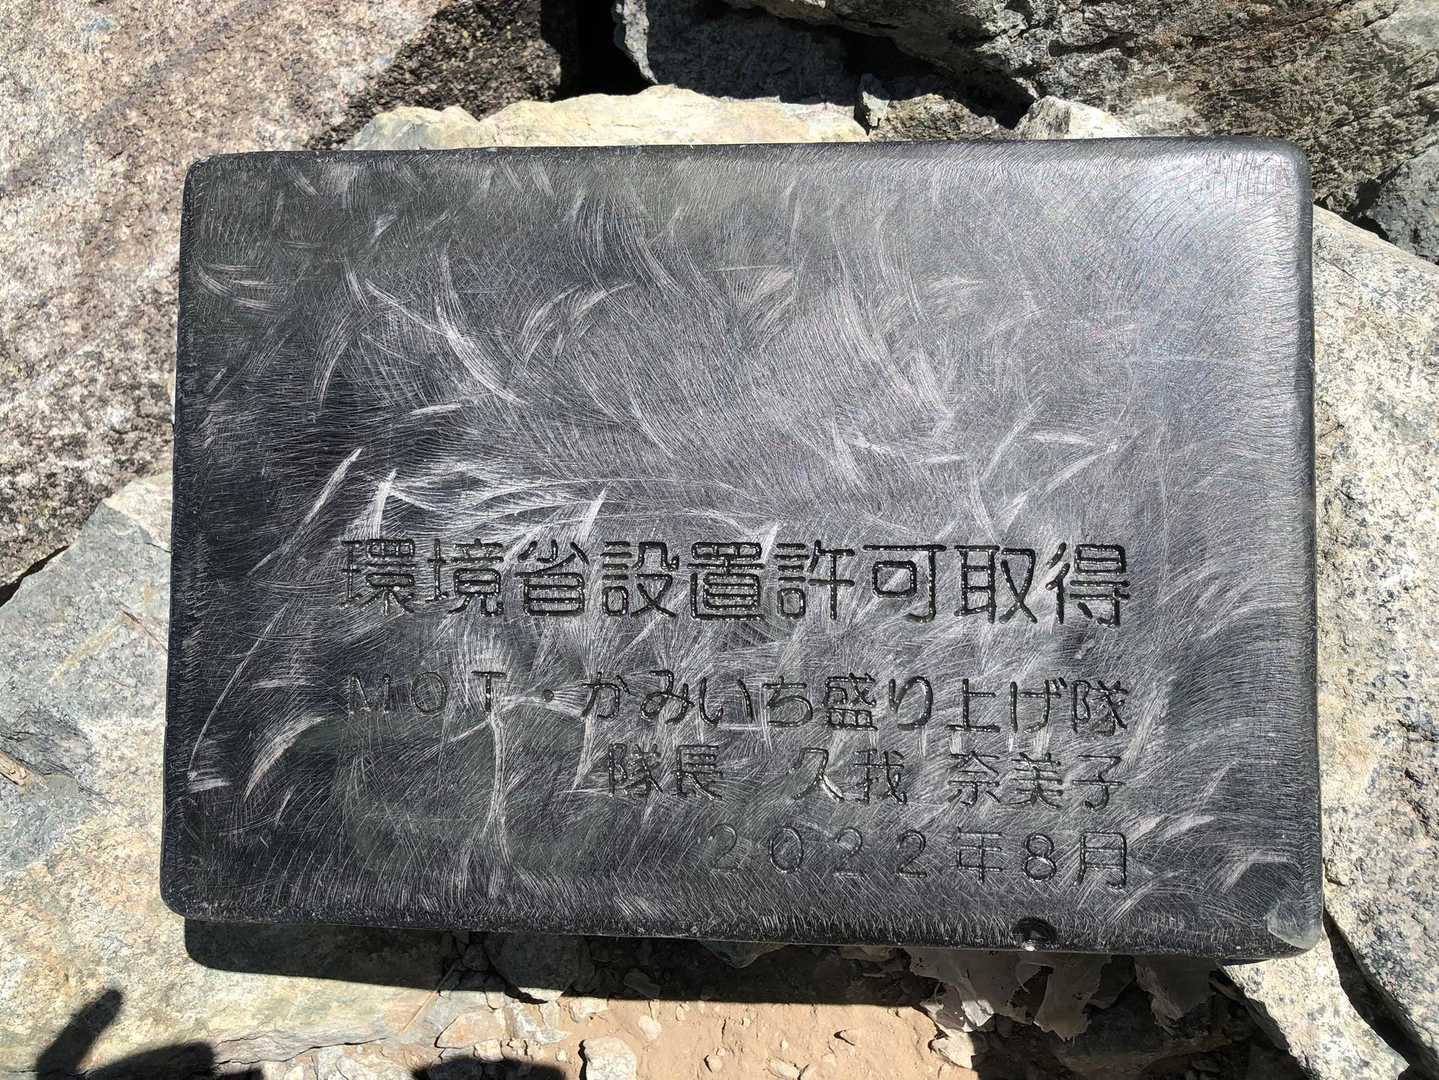 環境省設置許可取得
MOT・かみいち盛り上げ隊
隊長 久我 奈美子
2022年8月